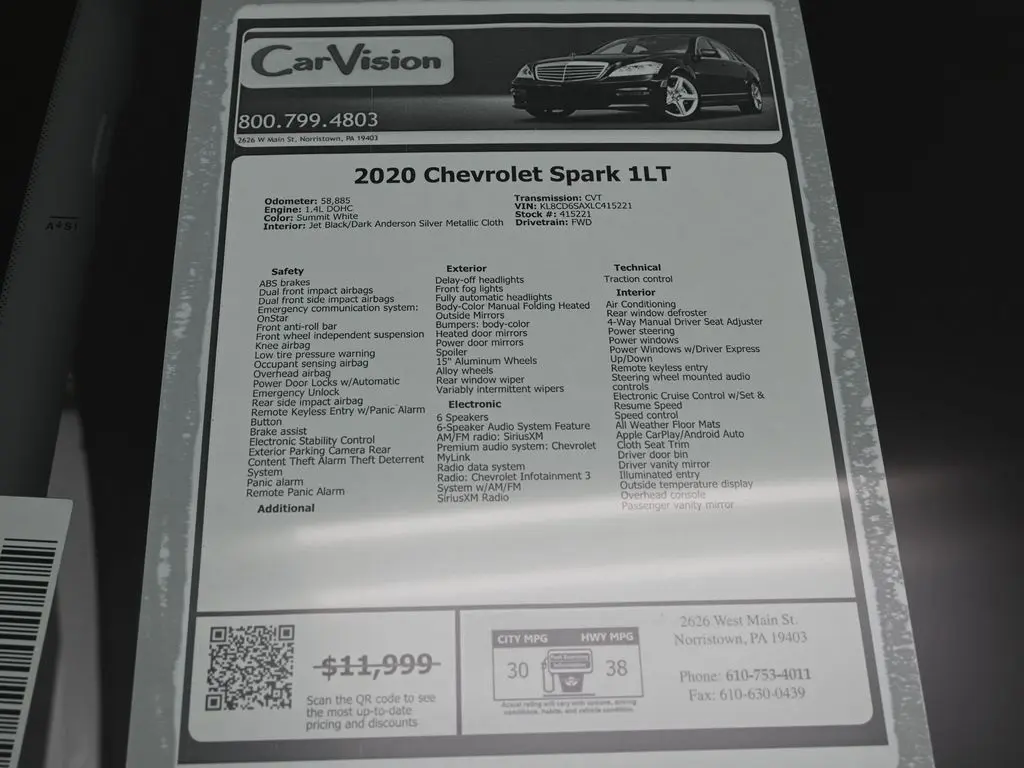 CarVision
800.799.4803
2626 W Main St, Norristown, PA 19403
2020 Chevrolet Spark 1LT
Odometer: 58,885
Engine: 1.4L DOHC
Color: Summit White
Interior: Jet Black/Dark Anderson Silver Metallic Cloth
Transmission: CVT
VIN: KL8CD6SAXLC415221
Stock #: 415221
Drivetrain: FWD
Safety
ABS brakes
Dual front impact airbags
Dual front side impact airbags
Emergency communication system:
OnStar
Front anti-roll bar
Front wheel independent suspension
Knee airbag
Low tire pressure warning
Occupant sensing airbag
Overhead airbag
Power Door Locks w/Automatic
Emergency Unlock
Rear side impact airbag
Remote Keyless Entry w/Panic Alarm
Button
Brake assist
Electronic Stability Control
Exterior Parking Camera Rear
Content Theft Alarm Theft Deterrent
System
Panic alarm
Remote Panic Alarm
Additional
Exterior
Delay-off headlights
Front fog lights
Fully automatic headlights
Body-Color Manual Folding Heated
Outside Mirrors
Bumpers: body-color
Heated door mirrors
Power door mirrors
Spoiler
15" Aluminum Wheels
Alloy wheels
Rear window wiper
Variably intermittent wipers
Electronic
6 Speakers
6-Speaker Audio System Feature
AM/FM radio: SiriusXM
Premium audio system: Chevrolet
MyLink
Radio data system
Radio: Chevrolet Infotainment 3
System w/AM/FM
SiriusXM Radio
Technical
Traction control
Interior
Air Conditioning
Rear window defroster
4-Way Manual Driver Seat Adjuster
Power steering
Power windows
Power Windows w/Driver Express
Up/Down
Remote keyless entry
Steering wheel mounted audio
controls
Electronic Cruise Control w/Set &
Resume Speed
Speed control
All Weather Floor Mats
Apple CarPlay/Android Auto
Cloth Seat Trim
Driver door bin
Driver vanity mirror
Illuminated entry
Outside temperature display
Overhead console
Passenger vanity mirror
$11,999
Scan the QR code to see
the most up-to-date
pricing and discounts
CITY MPG
HWY MPG
30
38
Actual rating will vary with options, driving
conditions, habits, and vehicle condition.
2626 West Main St.
Norristown, PA 19403
Phone: 610-753-4011
Fax: 610-630-0439